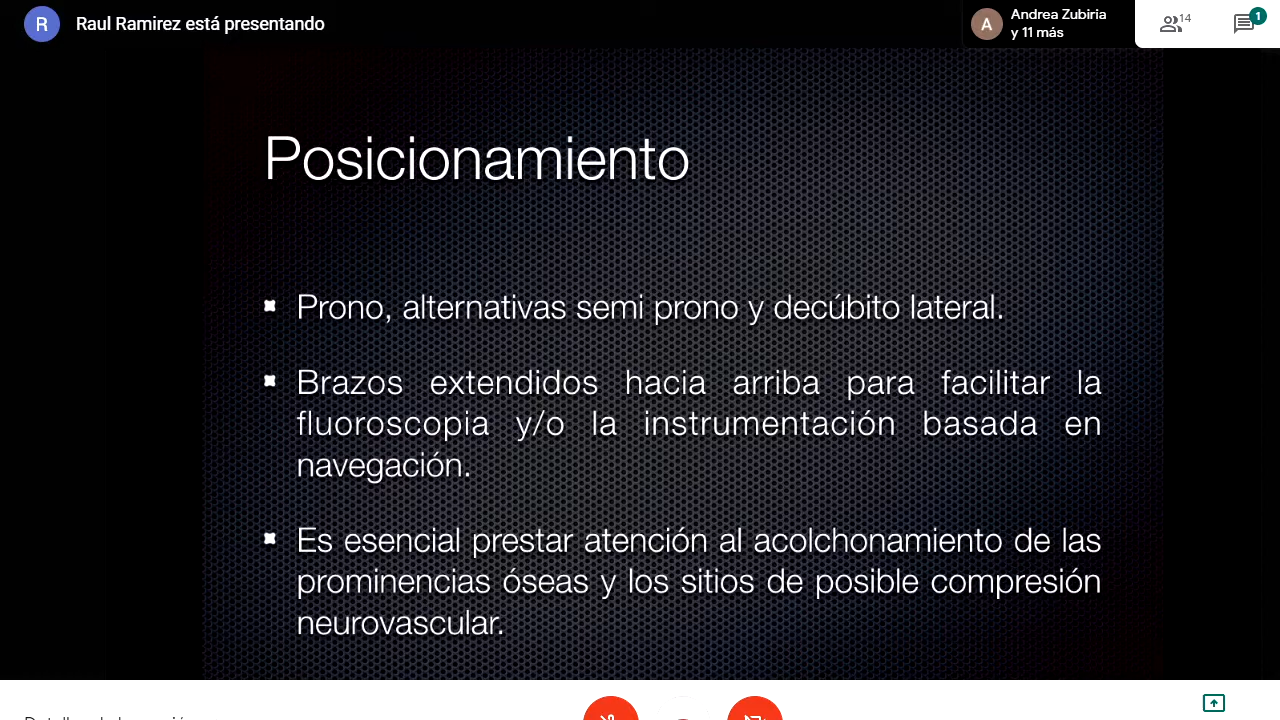 R Raul Ramirez está presentando
A Andrea Zubiria
y 11 más
14
1
Posicionamiento
Prono, alternativas semi prono y decúbito lateral.
Brazos extendidos hacia arriba para facilitar la
fluoroscopia y/o la instrumentación basada en
navegación.
Es esencial prestar atención al acolchonamiento de las
prominencias óseas y los sitios de posible compresión
neurovascular.